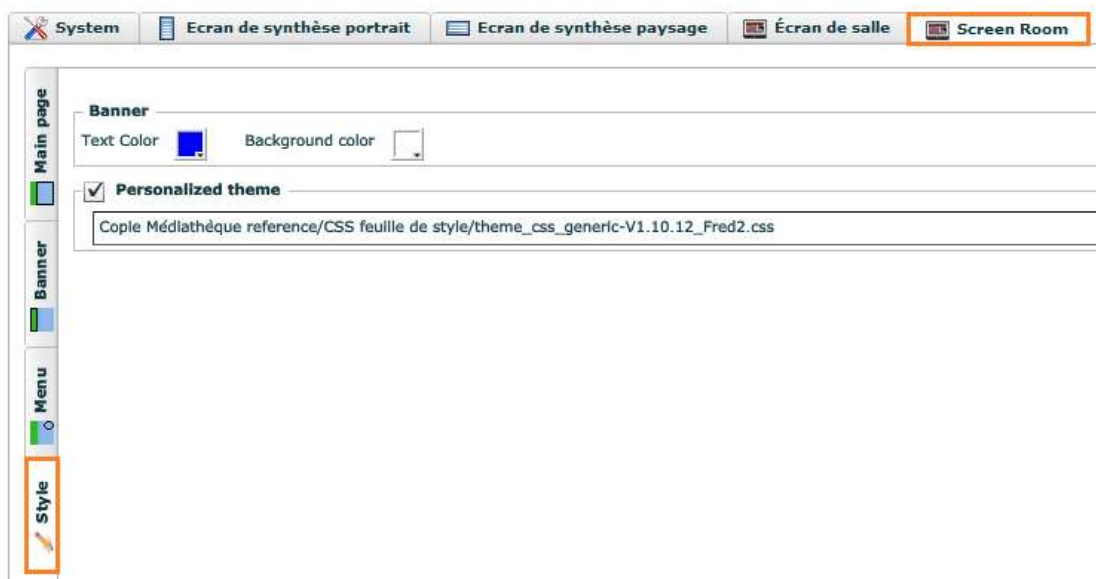 System
Ecran de synthèse portrait
Ecran de synthèse paysage
Écran de salle
Screen Room
Main page
Banner
Menu
Style
Banner
Text Color
Background color
Personalized theme
Copie Médiathèque reference/CSS feuille de style/theme_css_generic-V1.10.12_Fred2.css